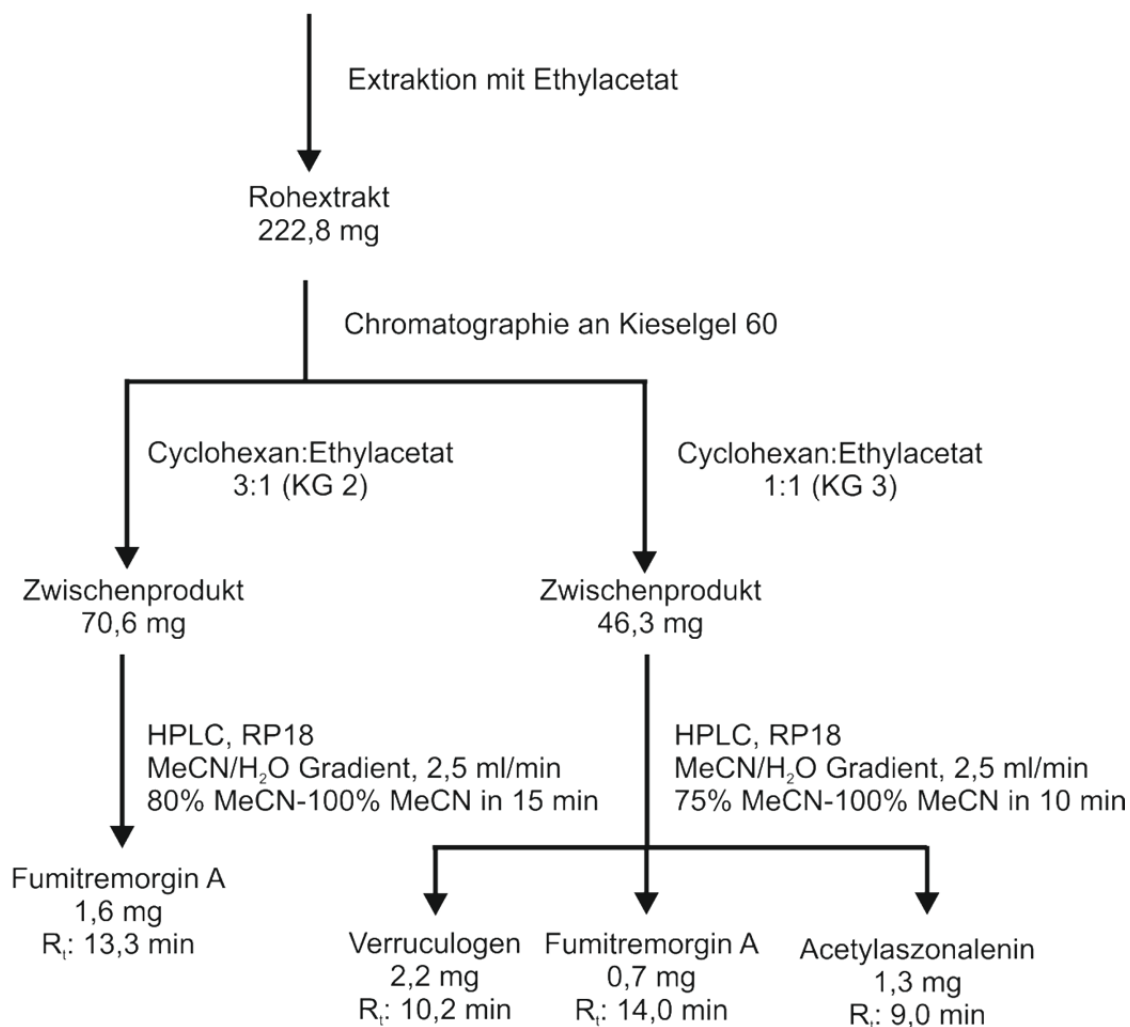 Extraktion mit Ethylacetat
Rohextrakt
222,8 mg
Chromatographie an Kieselgel 60
Cyclohexan:Ethylacetat
3:1 (KG 2)
Cyclohexan:Ethylacetat
1:1 (KG 3)
Zwischenprodukt
70,6 mg
Zwischenprodukt
46,3 mg
HPLC, RP18
MeCN/H₂O Gradient, 2,5 ml/min
80% MeCN-100% MeCN in 15 min
HPLC, RP18
MeCN/H₂O Gradient, 2,5 ml/min
75% MeCN-100% MeCN in 10 min
Fumitremorgin A
1,6 mg
Rₜ: 13,3 min
Verruculogen
2,2 mg
Rₜ: 10,2 min
Fumitremorgin A
0,7 mg
Rₜ: 14,0 min
Acetylaszonalenin
1,3 mg
Rₜ: 9,0 min